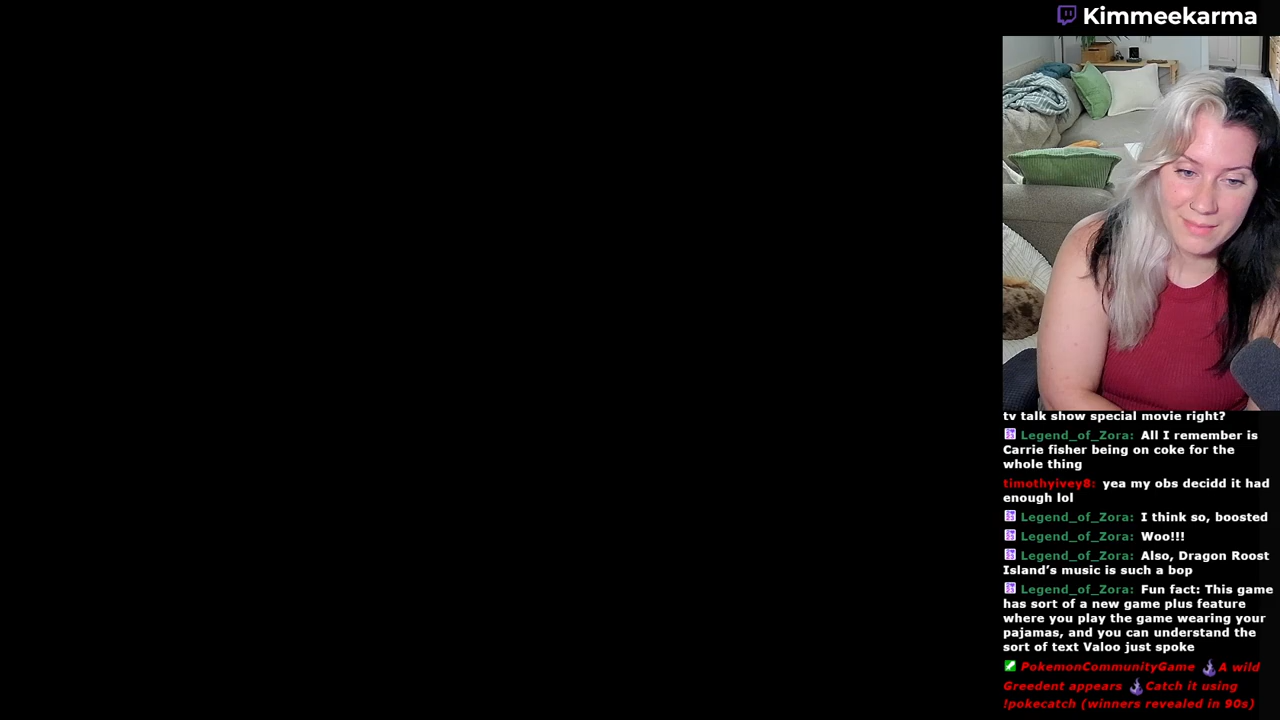 Kimmeekarma
tv talk show special movie right?
Legend_of_Zora: All I remember is
Carrie fisher being on coke for the
whole thing
timothyivey8: yea my obs decidd it had
enough lol
Legend_of_Zora: I think so, boosted
Legend_of_Zora: Woo!!!
Legend_of_Zora: Also, Dragon Roost
Island's music is such a bop
Legend_of_Zora: Fun fact: This game
has sort of a new game plus feature
where you play the game wearing your
pajamas, and you can understand the
sort of text Valoo just spoke
PokemonCommunityGame A wild
Greedent appears Catch it using
!pokecatch (winners revealed in 90s)